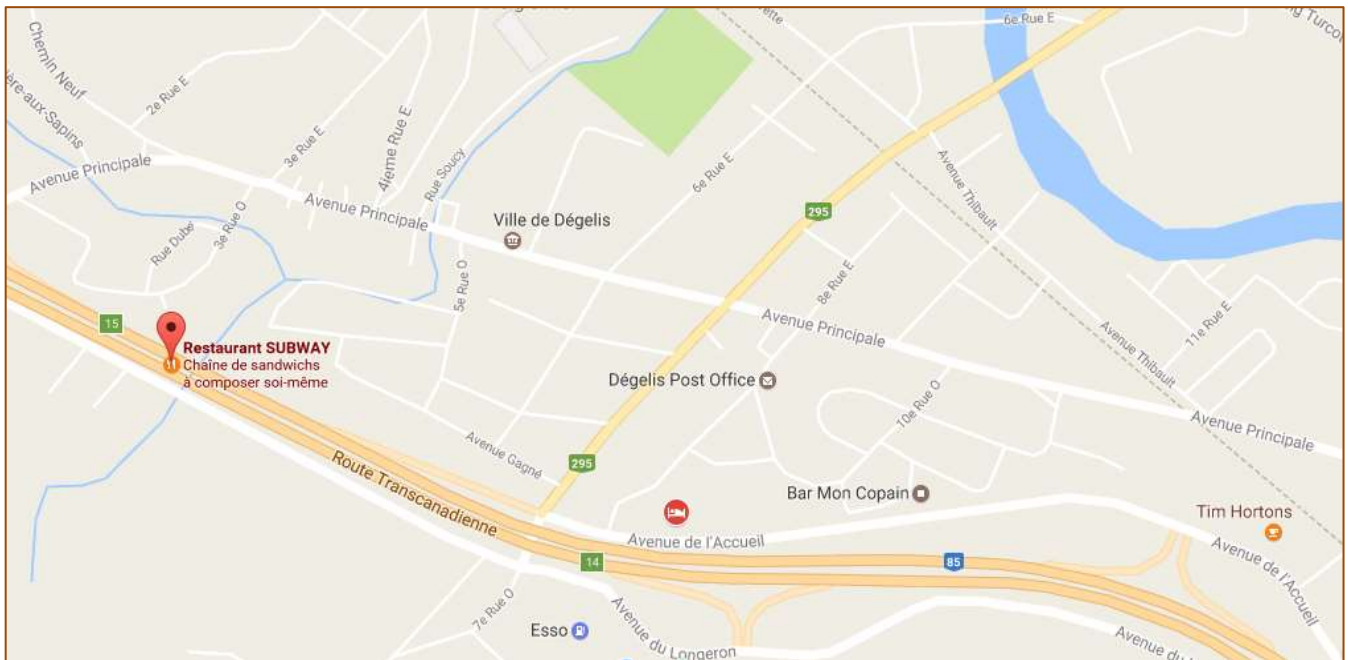 6e Rue E
Chemin Neuf
2e Rue E
ère-aux-Sapins
3e Rue E
4ieme Rue E
Rue Soucy
Avenue Principale
Avenue Principale
6e Rue E
Avenue Thibault
295
Ville de Dégelis
Rue Dubé
3e Rue O
5e Rue O
8e Rue E
Avenue Principale
11e Rue E
Avenue Thibault
15
Restaurant SUBWAY
Chaîne de sandwichs
à composer soi-même
Dégelis Post Office
10e Rue O
Avenue Principale
Avenue Gagné
295
Route Transcanadienne
Bar Mon Copain
Tim Hortons
Avenue de l'Accueil
Avenue de l'Accueil
14
85
7e Rue O
Esso
Avenue du Longeron
Avenue du